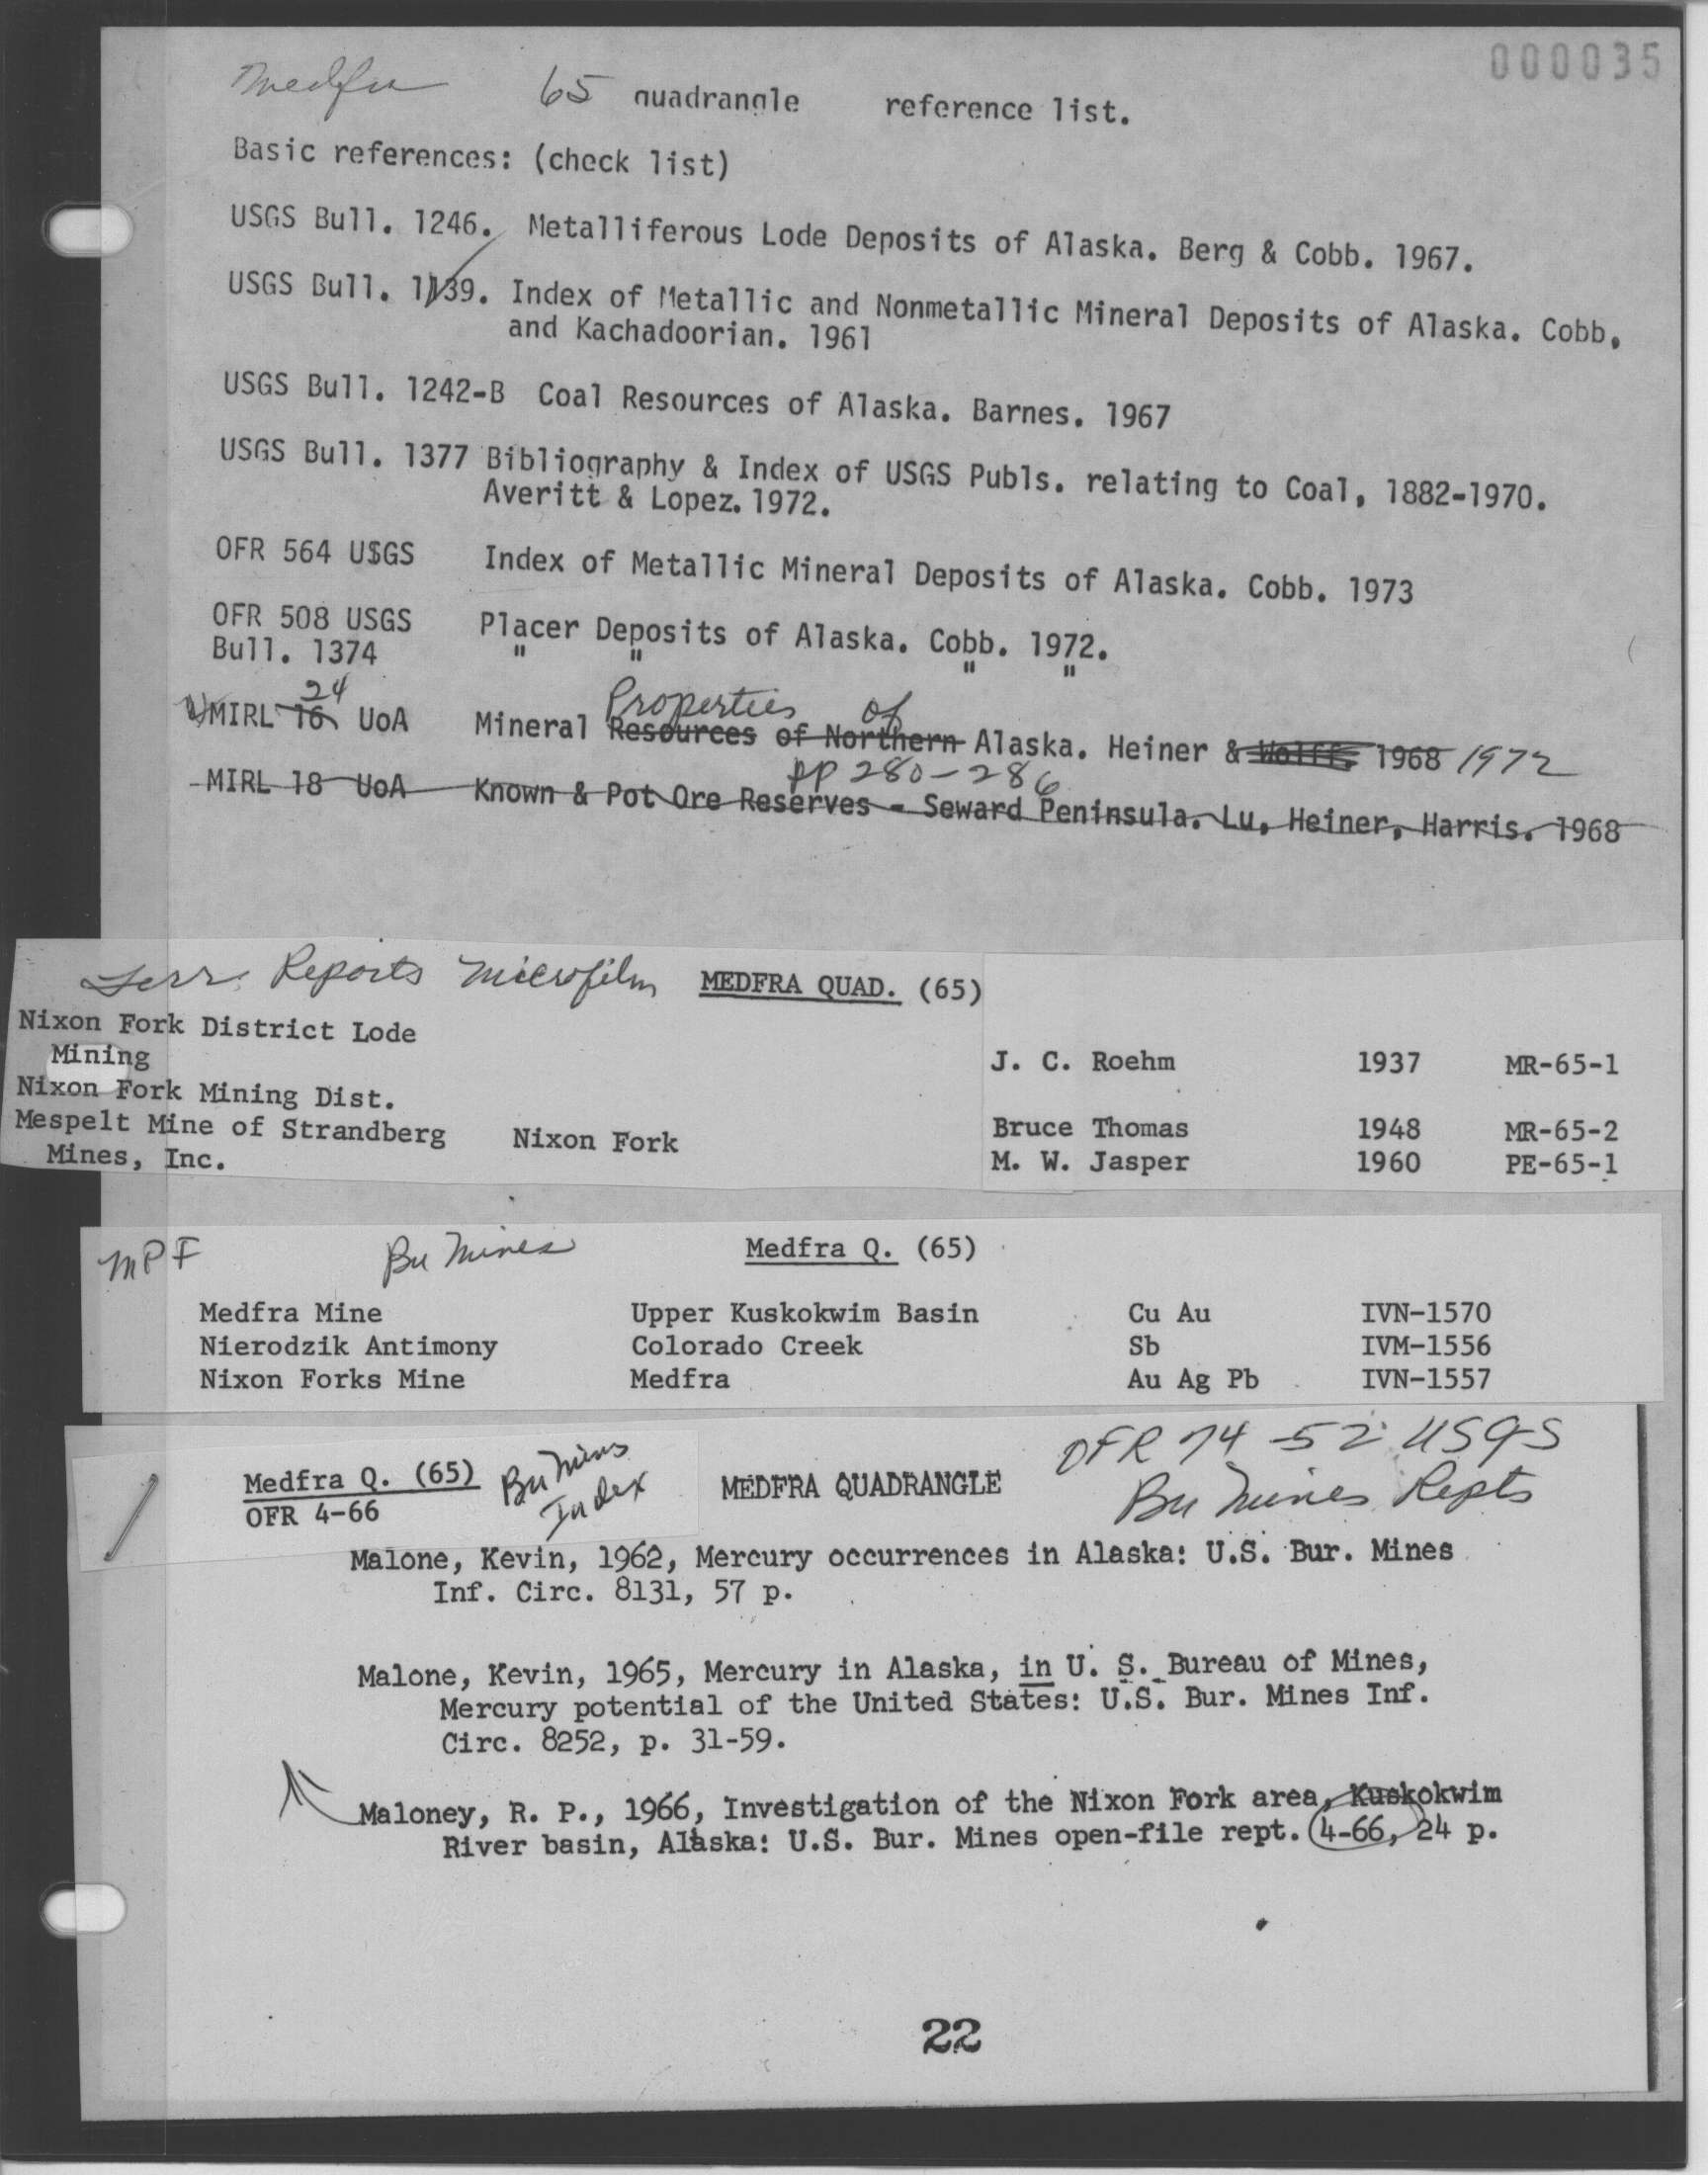 000035
Medfra 65 quadrangle reference list.
Basic references: (check list)
USGS Bull. 1246. Metalliferous Lode Deposits of Alaska. Berg & Cobb. 1967.
USGS Bull. 1139. Index of Metallic and Nonmetallic Mineral Deposits of Alaska. Cobb,
and Kachadoorian. 1961
USGS Bull. 1242-B Coal Resources of Alaska. Barnes. 1967
USGS Bull. 1377 Bibliography & Index of USGS Publs. relating to Coal, 1882-1970.
Averitt & Lopez. 1972.
OFR 564 USGS Index of Metallic Mineral Deposits of Alaska. Cobb. 1973
OFR 508 USGS Placer Deposits of Alaska. Cobb. 1972.
Bull. 1374 " " " "
24 Properties of
MIRL 16 UoA Mineral Resources of Northern Alaska. Heiner & Wolff. 1968 1972
pp 280-286
MIRL 18 UoA Known & Pot Ore Reserves - Seward Peninsula. Lu, Heiner, Harris. 1968
Terr. Reports Microfilm MEDFRA QUAD. (65)
Nixon Fork District Lode
Mining J. C. Roehm 1937 MR-65-1
Nixon Fork Mining Dist. Bruce Thomas 1948 MR-65-2
Mespelt Mine of Strandberg Nixon Fork M. W. Jasper 1960 PE-65-1
Mines, Inc.
MPF Bu Mines Medfra Q. (65)
Medfra Mine Upper Kuskokwim Basin Cu Au IVN-1570
Nierodzik Antimony Colorado Creek Sb IVM-1556
Nixon Forks Mine Medfra Au Ag Pb IVN-1557
OFR 74-52 USGS
Medfra Q. (65) Bu Mines MEDFRA QUADRANGLE Bu Mines Repts
OFR 4-66 Index
Malone, Kevin, 1962, Mercury occurrences in Alaska: U.S. Bur. Mines
Inf. Circ. 8131, 57 p.
Malone, Kevin, 1965, Mercury in Alaska, in U. S. Bureau of Mines,
Mercury potential of the United States: U.S. Bur. Mines Inf.
Circ. 8252, p. 31-59.
Maloney, R. P., 1966, Investigation of the Nixon Fork area, Kuskokwim
River basin, Alaska: U.S. Bur. Mines open-file rept. 4-66, 24 p.
22